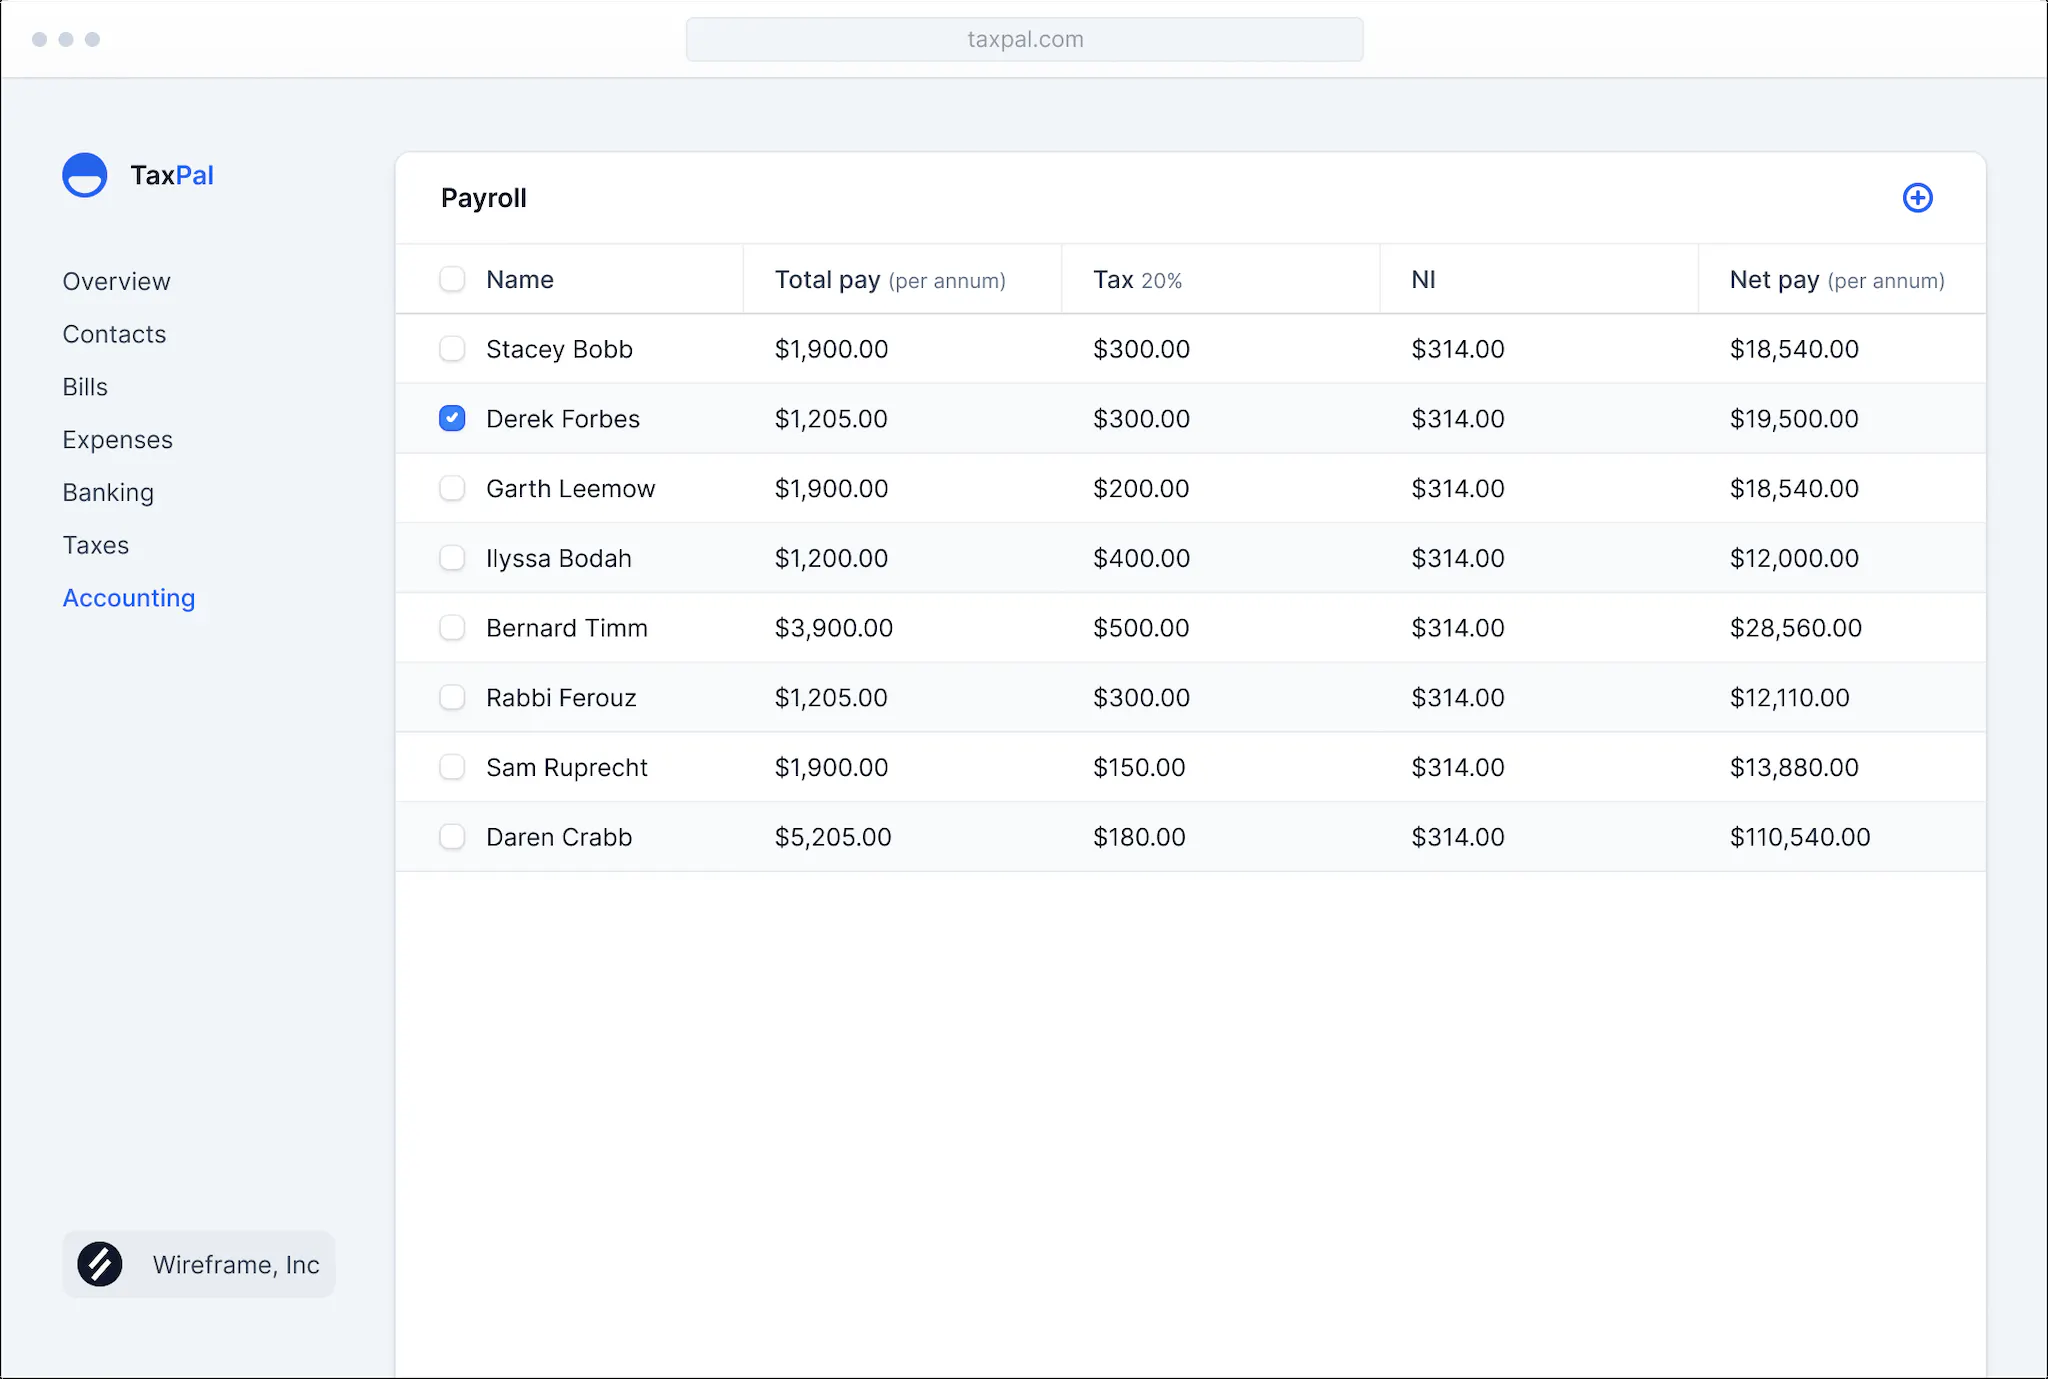 taxpal.com
TaxPal
Overview
Contacts
Bills
Expenses
Banking
Taxes
Accounting
Wireframe, Inc
Payroll
Name Total pay (per annum) Tax 20% NI Net pay (per annum)
Stacey Bobb $1,900.00 $300.00 $314.00 $18,540.00
Derek Forbes $1,205.00 $300.00 $314.00 $19,500.00
Garth Leemow $1,900.00 $200.00 $314.00 $18,540.00
Ilyssa Bodah $1,200.00 $400.00 $314.00 $12,000.00
Bernard Timm $3,900.00 $500.00 $314.00 $28,560.00
Rabbi Ferouz $1,205.00 $300.00 $314.00 $12,110.00
Sam Ruprecht $1,900.00 $150.00 $314.00 $13,880.00
Daren Crabb $5,205.00 $180.00 $314.00 $110,540.00